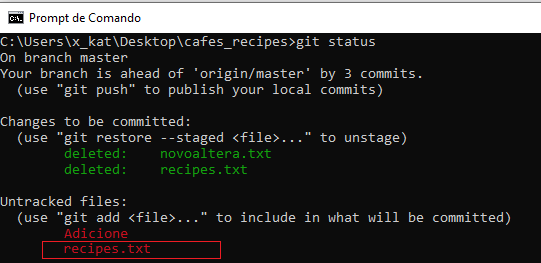 Prompt de Comando
C:\Users\x_kat\Desktop\cafes_recipes>git status
On branch master
Your branch is ahead of 'origin/master' by 3 commits.
(use "git push" to publish your local commits)
Changes to be committed:
(use "git restore --staged <file>..." to unstage)
deleted: novoaltera.txt
deleted: recipes.txt
Untracked files:
(use "git add <file>..." to include in what will be committed)
Adicione
recipes.txt